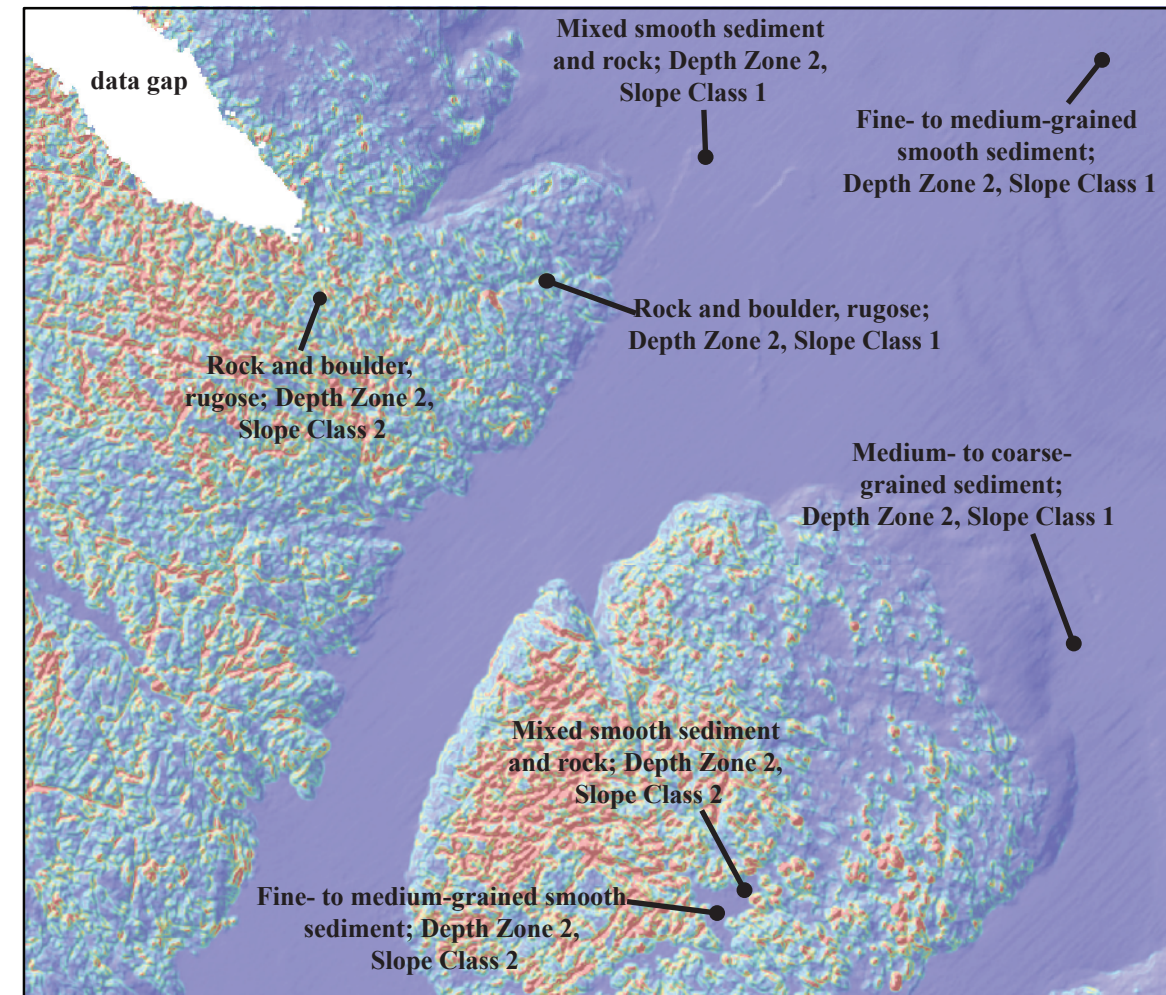 data gap
Mixed smooth sediment
and rock; Depth Zone 2,
Slope Class 1
Fine- to medium-grained
smooth sediment;
Depth Zone 2, Slope Class 1
Rock and boulder, rugose;
Depth Zone 2, Slope Class 1
Rock and boulder,
rugose; Depth Zone 2,
Slope Class 2
Medium- to coarse-
grained sediment;
Depth Zone 2, Slope Class 1
Mixed smooth sediment
and rock; Depth Zone 2,
Slope Class 2
Fine- to medium-grained smooth
sediment; Depth Zone 2,
Slope Class 2